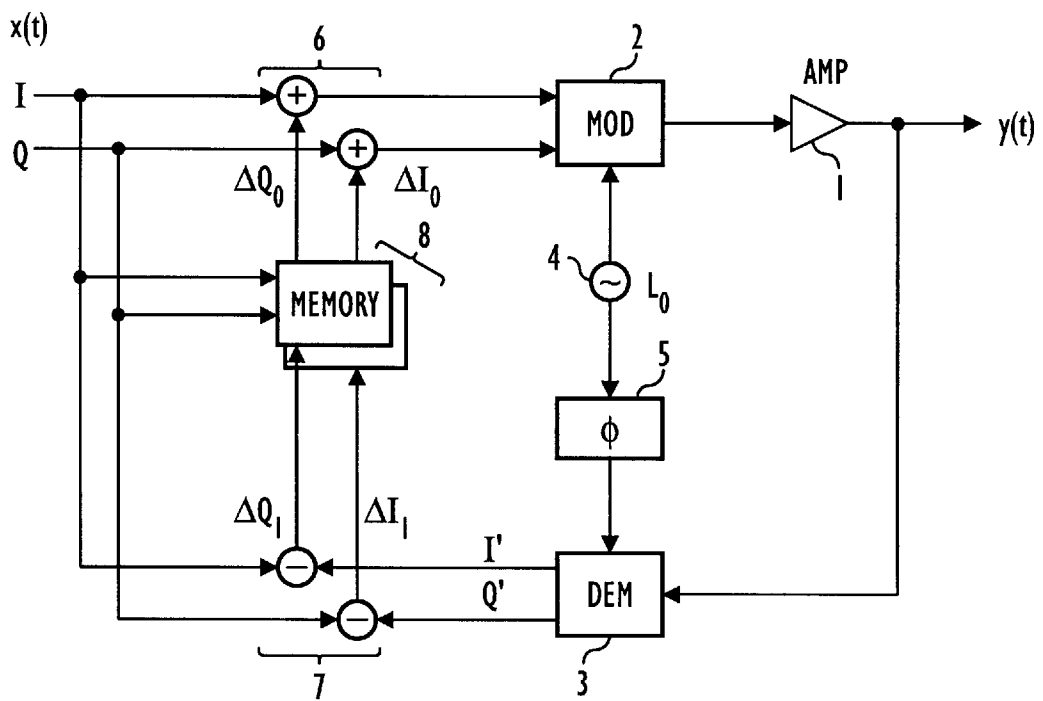 x(t)
6
2
I
+
MOD
AMP
y(t)
Q
+
1
ΔQ₀
ΔI₀
8
4
~
L₀
MEMORY
5
ϕ
ΔQ₁
ΔI₁
I'
−
Q'
DEM
−
7
3